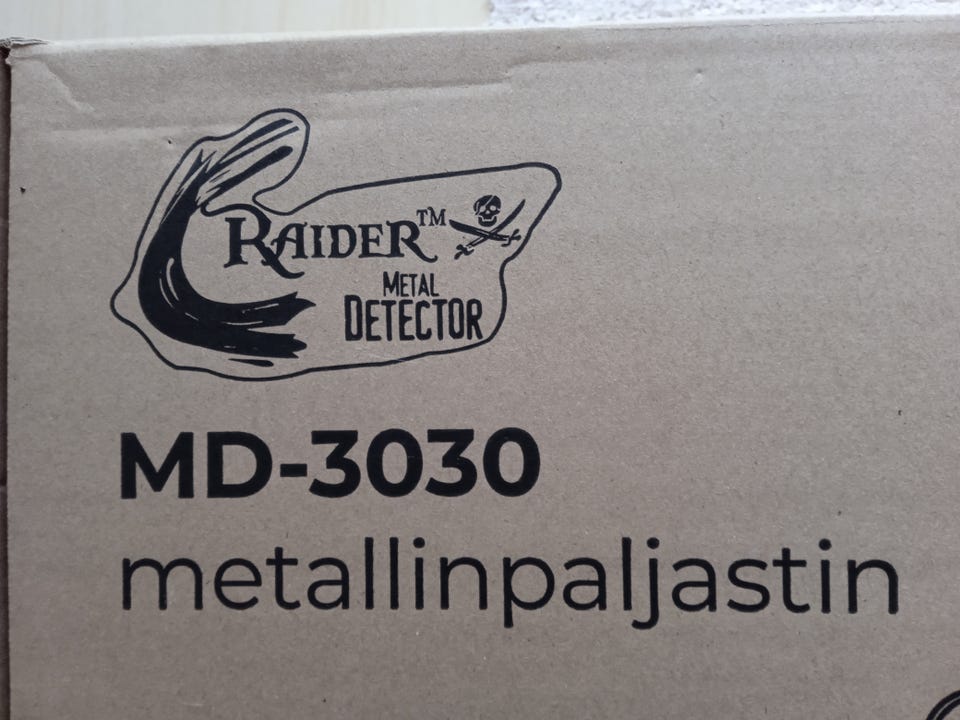 RAIDER™
METAL
DETECTOR
MD-3030
metallinpaljastin